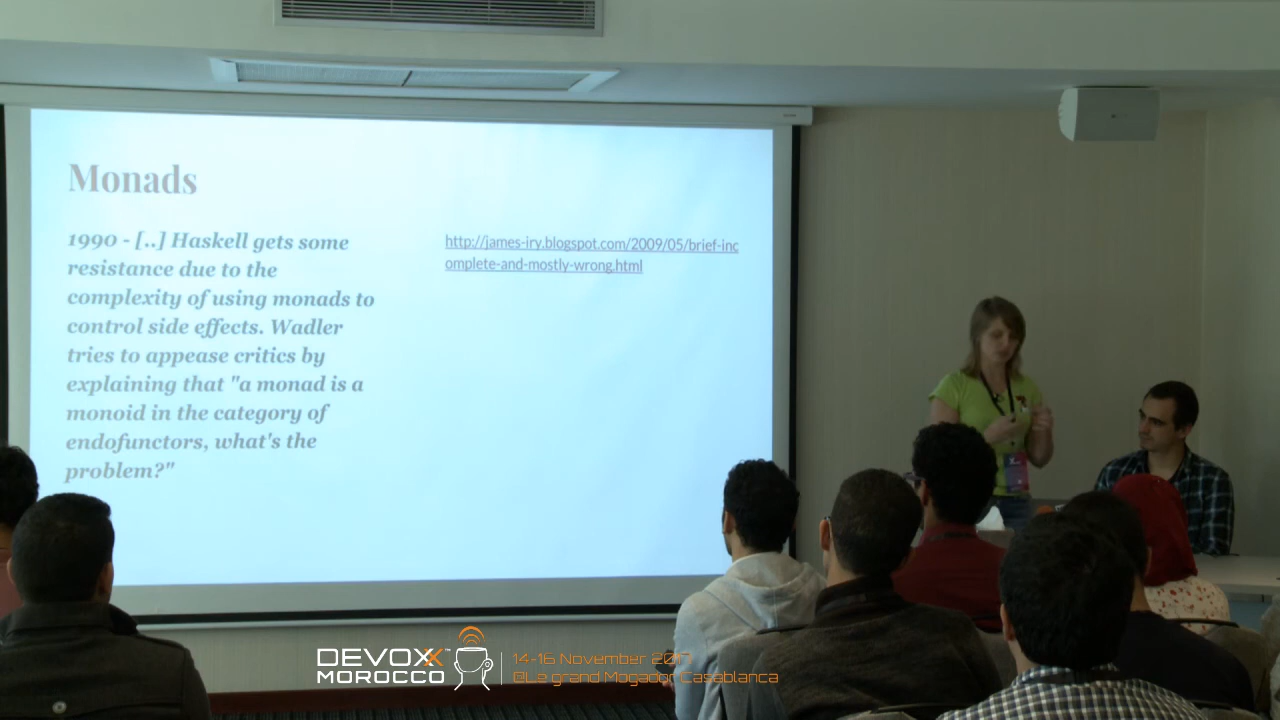 Monads
1990 - [..] Haskell gets some
resistance due to the
complexity of using monads to
control side effects. Wadler
tries to appease critics by
explaining that "a monad is a
monoid in the category of
endofunctors, what's the
problem?"
http://james-iry.blogspot.com/2009/05/brief-inc
omplete-and-mostly-wrong.html
DEVOXX™
MOROCCO
14-16 November 2017
@Le grand Mogador Casablanca